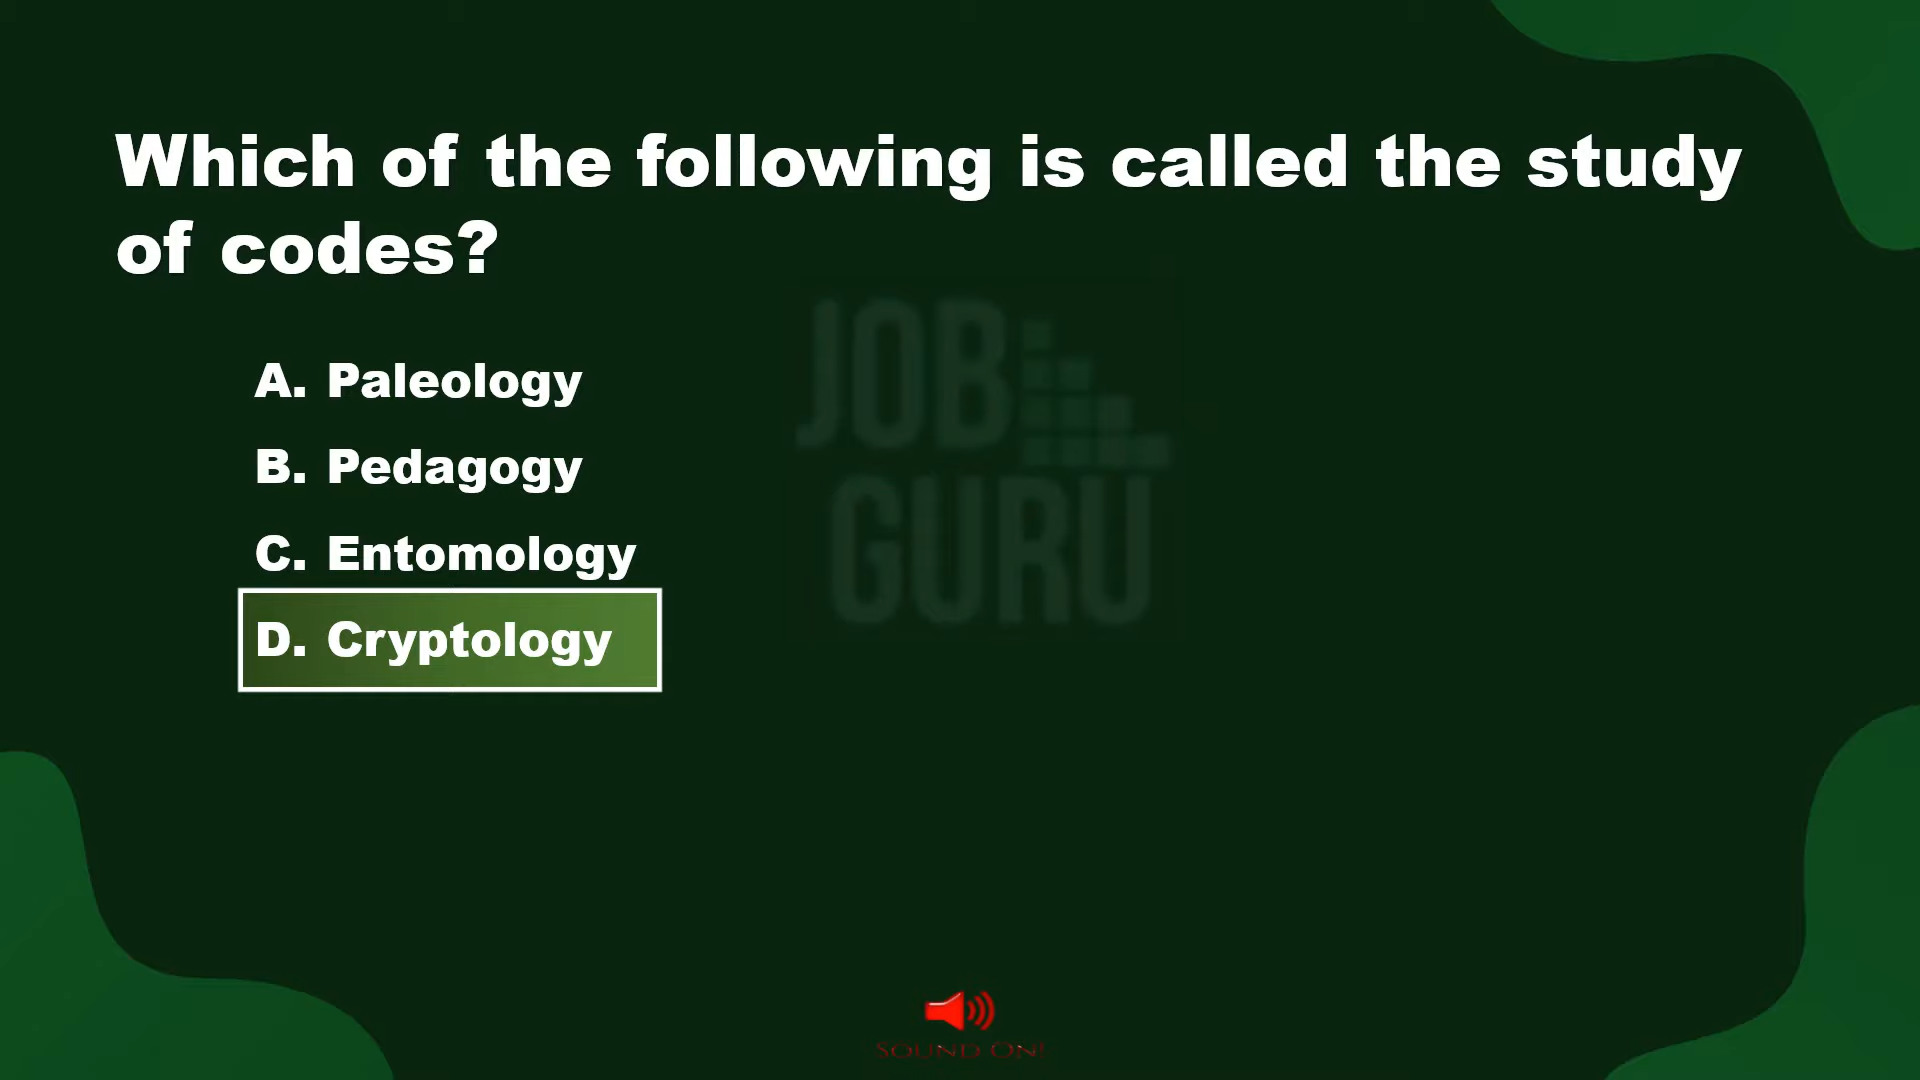 Which of the following is called the study
of codes?
JOB
GURU
A. Paleology
B. Pedagogy
C. Entomology
D. Cryptology
SOUND ON!